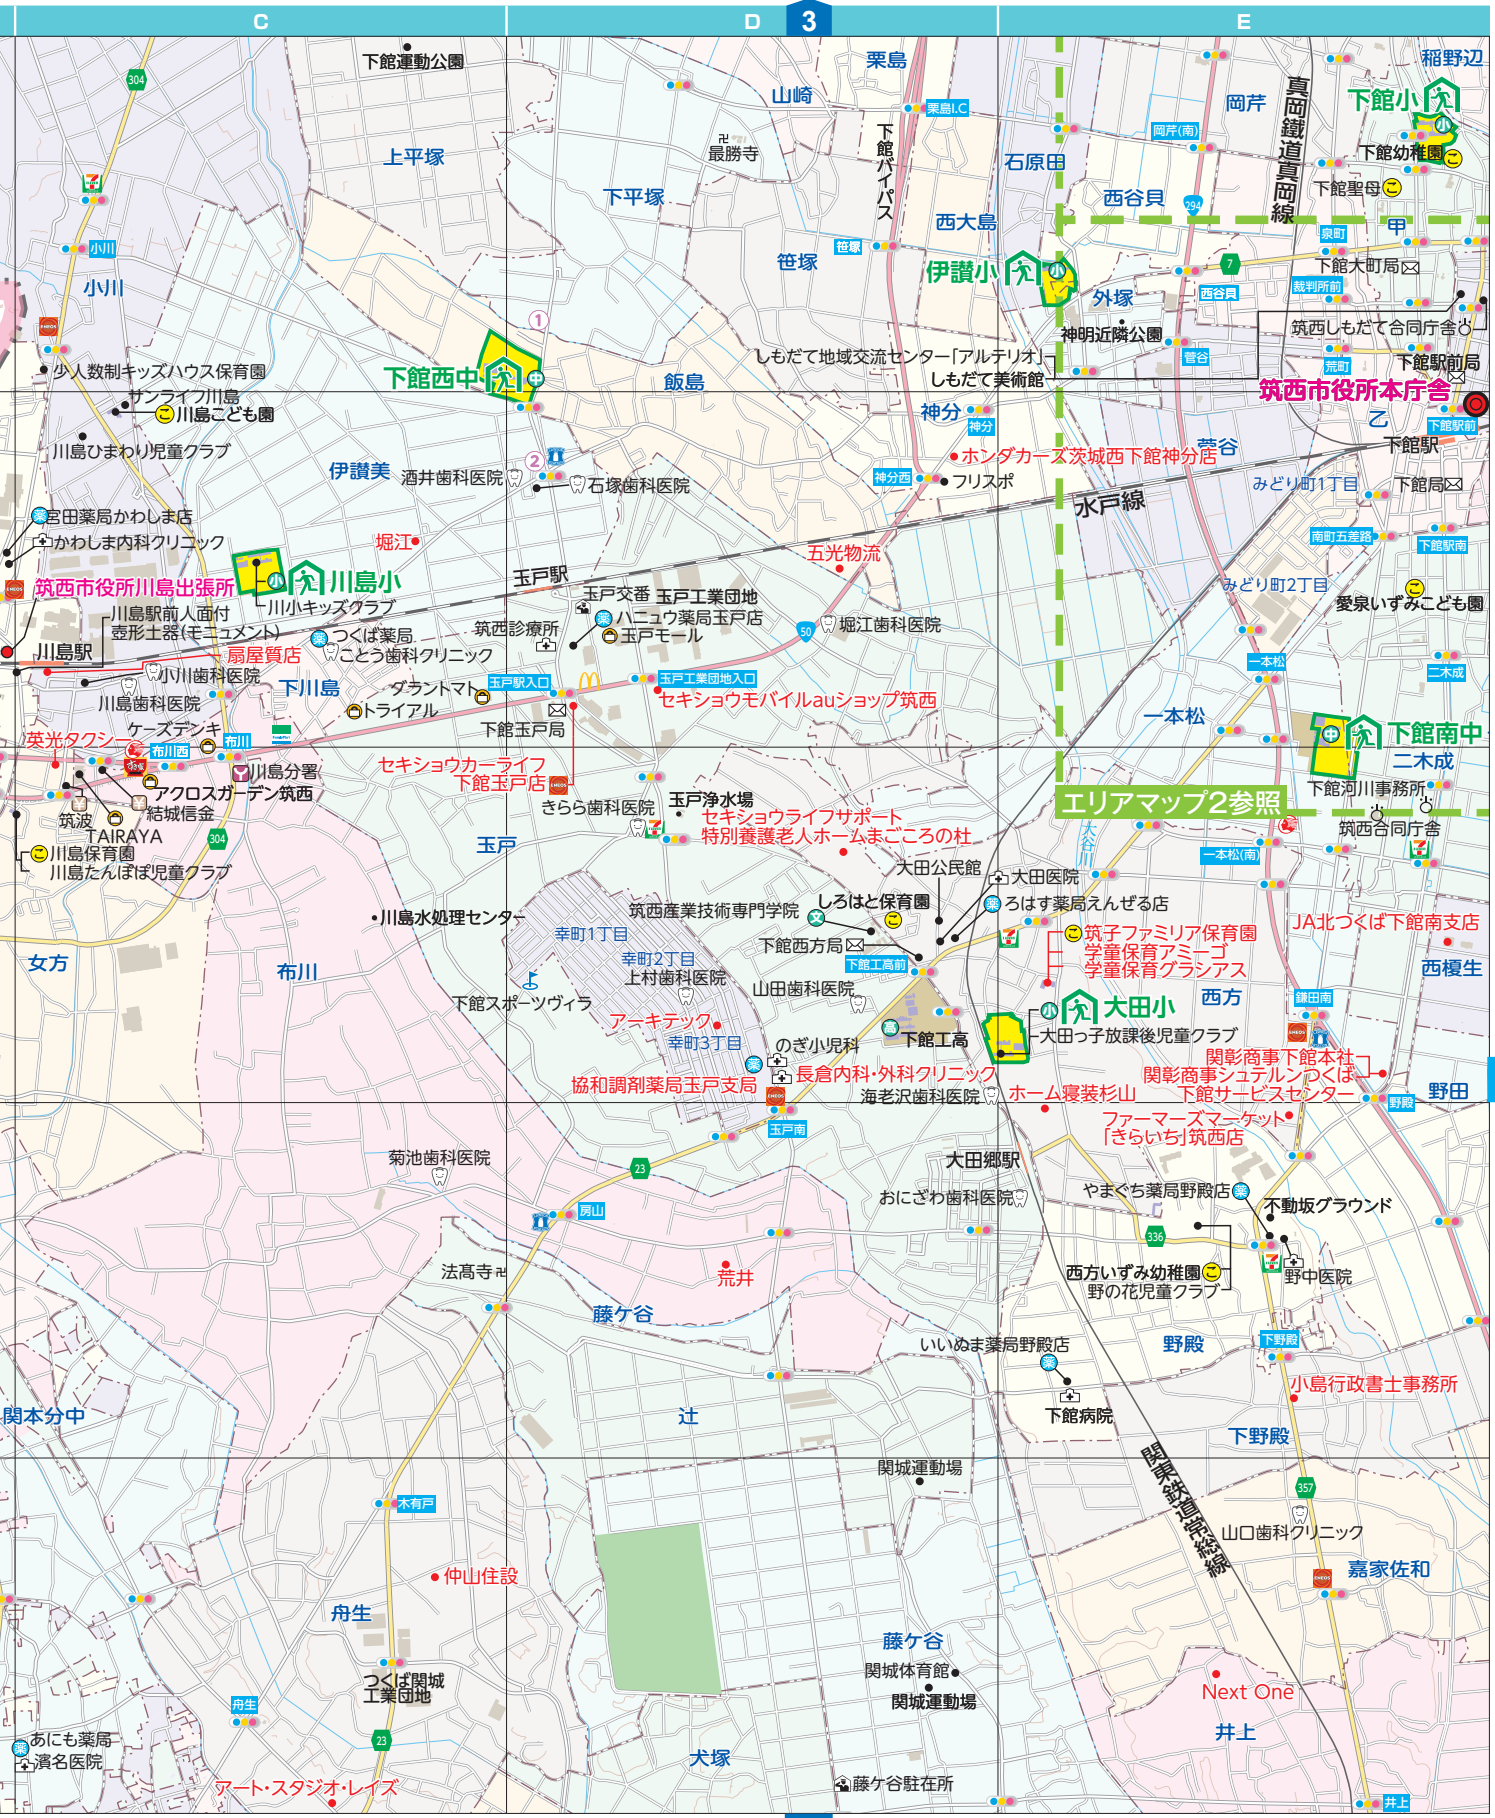 C
D
3
E
下館運動公園
304
上平塚
小川
小川
少人数制キッズハウス保育園
サンライフ川島
川島こども園
川島ひまわり児童クラブ
伊讃美
下館西中
①
②
酒井歯科医院
石塚歯科医院
宮田薬局かわしま店
かわしま内科クリニック
堀江
筑西市役所川島出張所
川島小
川小キッズクラブ
川島駅前人面付
壺形土器(モニュメント)
つくば薬局
ことう歯科クリニック
川島駅
扇屋質店
小川歯科医院
川島歯科医院
下川島
ダラントマト
トライアル
ケーズデンキ
英光タクシー
布川西
布川
川島分署
アクロスガーデン筑西
結城信金
筑波
TAIRAYA
304
川島保育園
川島たんぽぽ児童クラブ
川島水処理センター
女方
布川
栗島
山崎
栗島I.C
最勝寺
下館バイパス
下平塚
西大島
笹塚
笹塚
飯島
しもだて地域交流センター「アルテリオ」
しもだて美術館
神分
神分
ホンダカーズ茨城西下館神分店
神分西
フリスポ
水戸線
五光物流
玉戸駅
玉戸交番
玉戸工業団地
ハニュウ薬局玉戸店
玉戸モール
筑西診療所
50
堀江歯科医院
玉戸駅入口
玉戸工業団地入口
セキショウモバイルauショップ筑西
下館玉戸局
セキショウカーライフ
下館玉戸店
きらら歯科医院
玉戸浄水場
セキショウライフサポート
特別養護老人ホームまごころの杜
玉戸
大田公民館
大田医院
しろはと保育園
筑西産業技術専門学院
ろはす薬局えんぜる店
下館西方局
下館工高前
幸町1丁目
幸町2丁目
上村歯科医院
下館スポーツヴィラ
山田歯科医院
アーキテック
幸町3丁目
下館工高
のぎ小児科
協和調剤薬局玉戸支局
長倉内科・外科クリニック
海老沢歯科医院
玉戸南
稲野辺
岡芹
真岡鐵道真岡線
下館小
岡芹(南)
下館幼稚園
石原田
西谷貝
下館聖母
294
甲
泉町
伊讃小
7
下館大町局
外塚
西谷貝
裁判所前
神明近隣公園
筑西しもだて合同庁舎
菅谷
荒町
下館駅前局
筑西市役所本庁舎
乙
下館駅前
下館駅
菅谷
みどり町1丁目
下館局
南町五差路
下館駅南
みどり町2丁目
愛泉いずみこども園
一本松
二木成
一本松
下館南中
二木成
下館河川事務所
エリアマップ2参照
筑西合同庁舎
大谷川
一本松(南)
JA北つくば下館南支店
筑子ファミリア保育園
学童保育アミーゴ
学童保育グラシアス
西榎生
西方
鎌田南
大田小
大田っ子放課後児童クラブ
関彰商事下館本社
関彰商事シュテルンつくば
下館サービスセンター
ホーム寝装杉山
野田
野殿
ファーマーズマーケット
「きらいち」筑西店
菊池歯科医院
23
大田郷駅
おにざわ歯科医院
やまぐち薬局野殿店
不動坂グラウンド
房山
336
法髙寺
荒井
西方いずみ幼稚園
野の花児童クラブ
野中医院
藤ケ谷
いいぬま薬局野殿店
野殿
下野殿
小島行政書士事務所
関本分中
辻
下館病院
下野殿
関東鉄道常総線
関城運動場
357
山口歯科クリニック
木有戸
仲山住設
嘉家佐和
舟生
藤ケ谷
関城体育館
関城運動場
つくば関城
工業団地
舟生
Next One
井上
23
あにも薬局
濱名医院
犬塚
アート・スタジオ・レイズ
藤ケ谷駐在所
井上